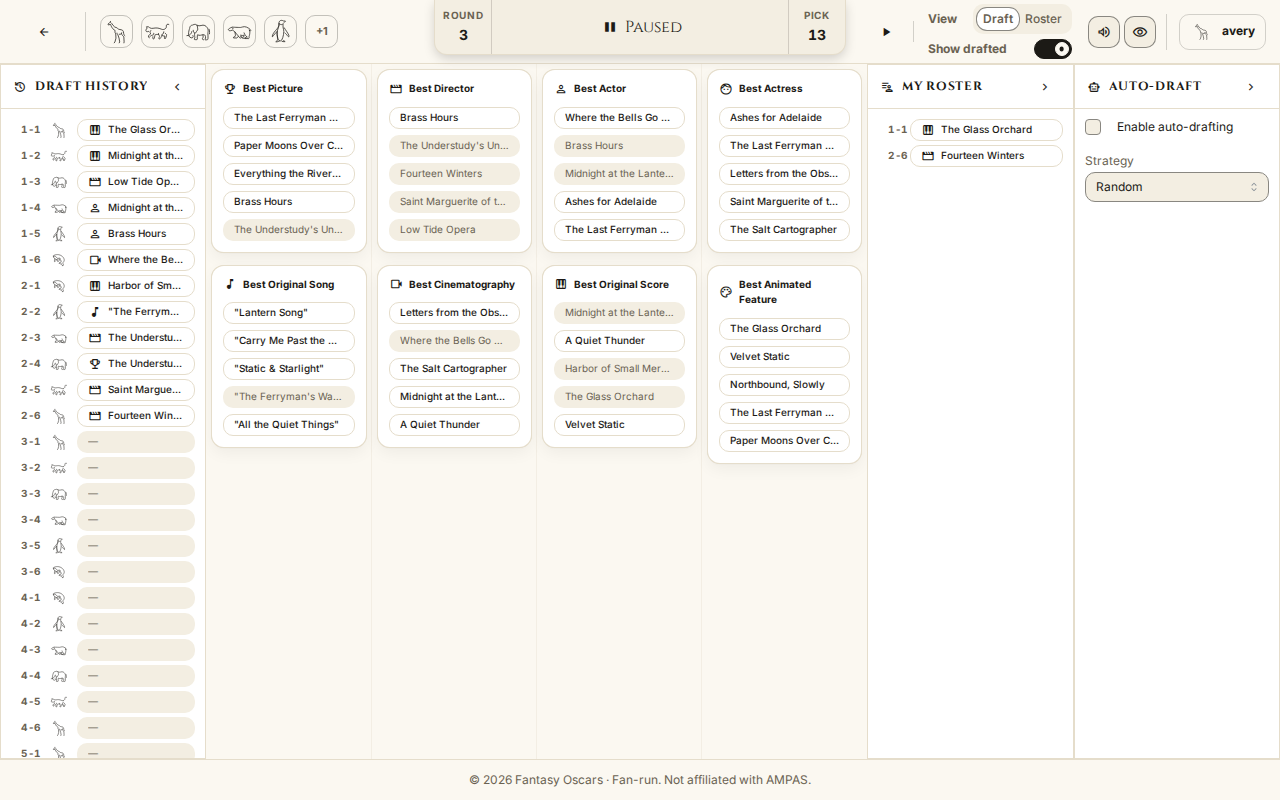 +1
ROUND
3
PAUSED
PICK
13
View
Draft
Roster
Show drafted
avery
DRAFT HISTORY
1-1 The Glass Or...
1-2 Midnight at th...
1-3 Low Tide Op...
1-4 Midnight at th...
1-5 Brass Hours
1-6 Where the Be...
2-1 Harbor of Sm...
2-2 "The Ferrym...
2-3 The Understu...
2-4 The Understu...
2-5 Saint Margue...
2-6 Fourteen Win...
3-1 —
3-2 —
3-3 —
3-4 —
3-5 —
3-6 —
4-1 —
4-2 —
4-3 —
4-4 —
4-5 —
4-6 —
5-1 —
Best Picture
The Last Ferryman ...
Paper Moons Over C...
Everything the River...
Brass Hours
The Understudy's Un...
Best Director
Brass Hours
The Understudy's Un...
Fourteen Winters
Saint Marguerite of t...
Low Tide Opera
Best Actor
Where the Bells Go ...
Brass Hours
Midnight at the Lante...
Ashes for Adelaide
The Last Ferryman ...
Best Actress
Ashes for Adelaide
The Last Ferryman ...
Letters from the Obs...
Saint Marguerite of t...
The Salt Cartographer
Best Original Song
"Lantern Song"
"Carry Me Past the ...
"Static & Starlight"
"The Ferryman's Wa...
"All the Quiet Things"
Best Cinematography
Letters from the Obs...
Where the Bells Go ...
The Salt Cartographer
Midnight at the Lant...
A Quiet Thunder
Best Original Score
Midnight at the Lante...
A Quiet Thunder
Harbor of Small Mer...
The Glass Orchard
Velvet Static
Best Animated
Feature
The Glass Orchard
Velvet Static
Northbound, Slowly
The Last Ferryman ...
Paper Moons Over C...
MY ROSTER
1-1 The Glass Orchard
2-6 Fourteen Winters
AUTO-DRAFT
Enable auto-drafting
Strategy
Random
© 2026 Fantasy Oscars · Fan-run. Not affiliated with AMPAS.